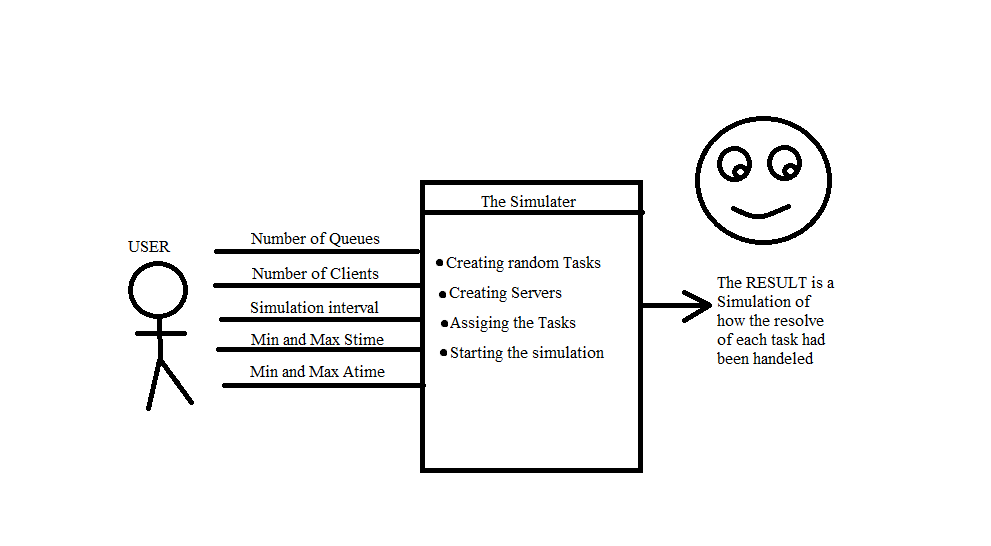 USER
Number of Queues
Number of Clients
Simulation interval
Min and Max Stime
Min and Max Atime
The Simulater
Creating random Tasks
Creating Servers
Assiging the Tasks
Starting the simulation
The RESULT is a
Simulation of
how the resolve
of each task had
been handeled